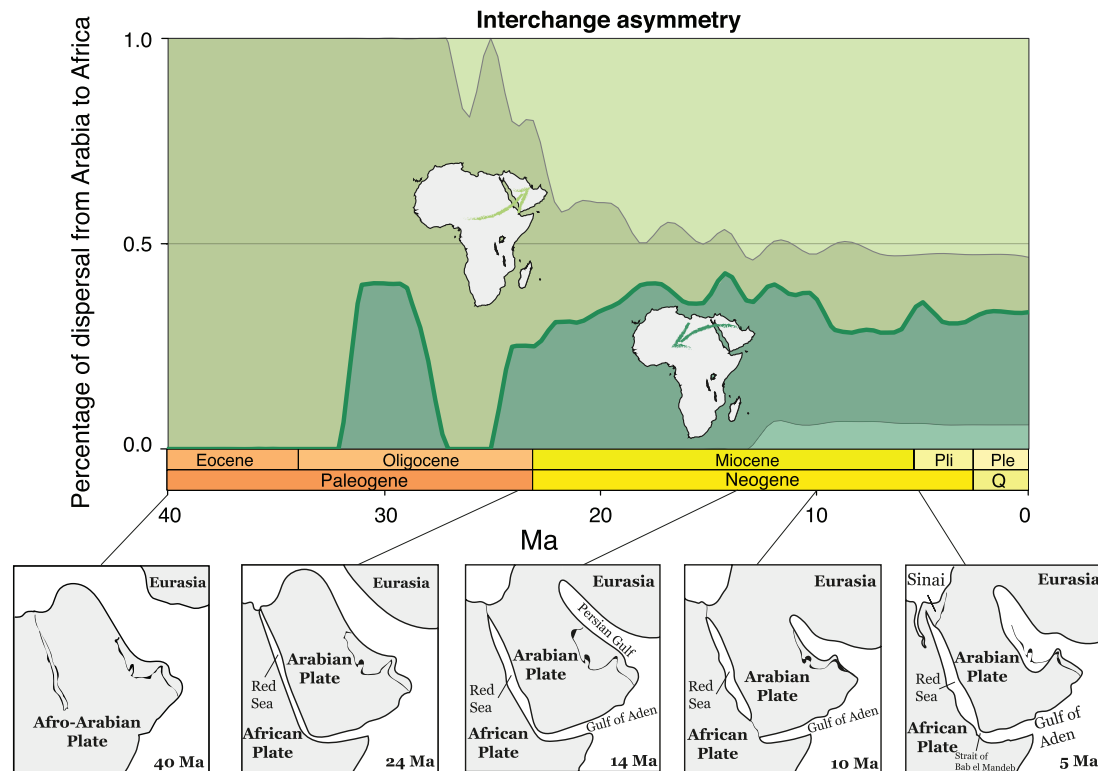 Interchange asymmetry
Percentage of dispersal from Arabia to Africa
1.0
0.5
0.0
Eocene
Oligocene
Miocene
Pli
Ple
Paleogene
Neogene
Q
40
30
20
10
0
Ma
Eurasia
Afro-Arabian
Plate
40 Ma
Eurasia
Arabian
Plate
Red
Sea
African
Plate
24 Ma
Eurasia
Persian Gulf
Arabian
Plate
Red
Sea
Gulf of Aden
African
Plate
14 Ma
Eurasia
Arabian
Plate
Red
Sea
Gulf of Aden
African
Plate
10 Ma
Sinai
Eurasia
Arabian
Plate
Red
Sea
Gulf of
Aden
African
Plate
Strait of
Bab el Mandeb
5 Ma